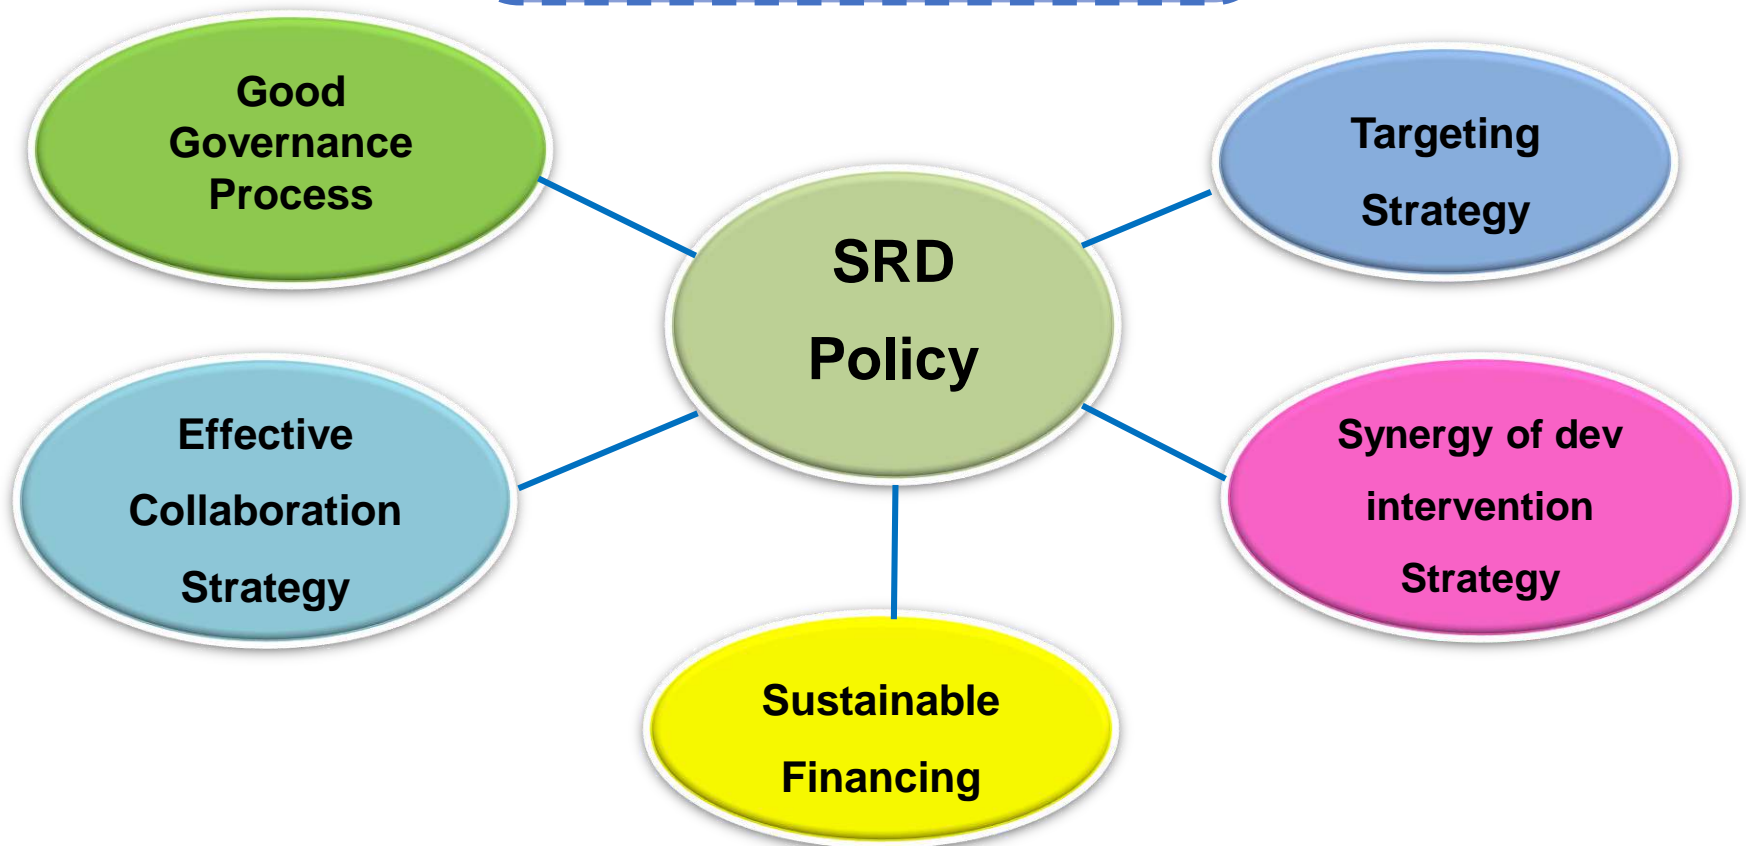 Good
Governance
Process
Targeting
Strategy
SRD
Policy
Effective
Collaboration
Strategy
Synergy of dev
intervention
Strategy
Sustainable
Financing